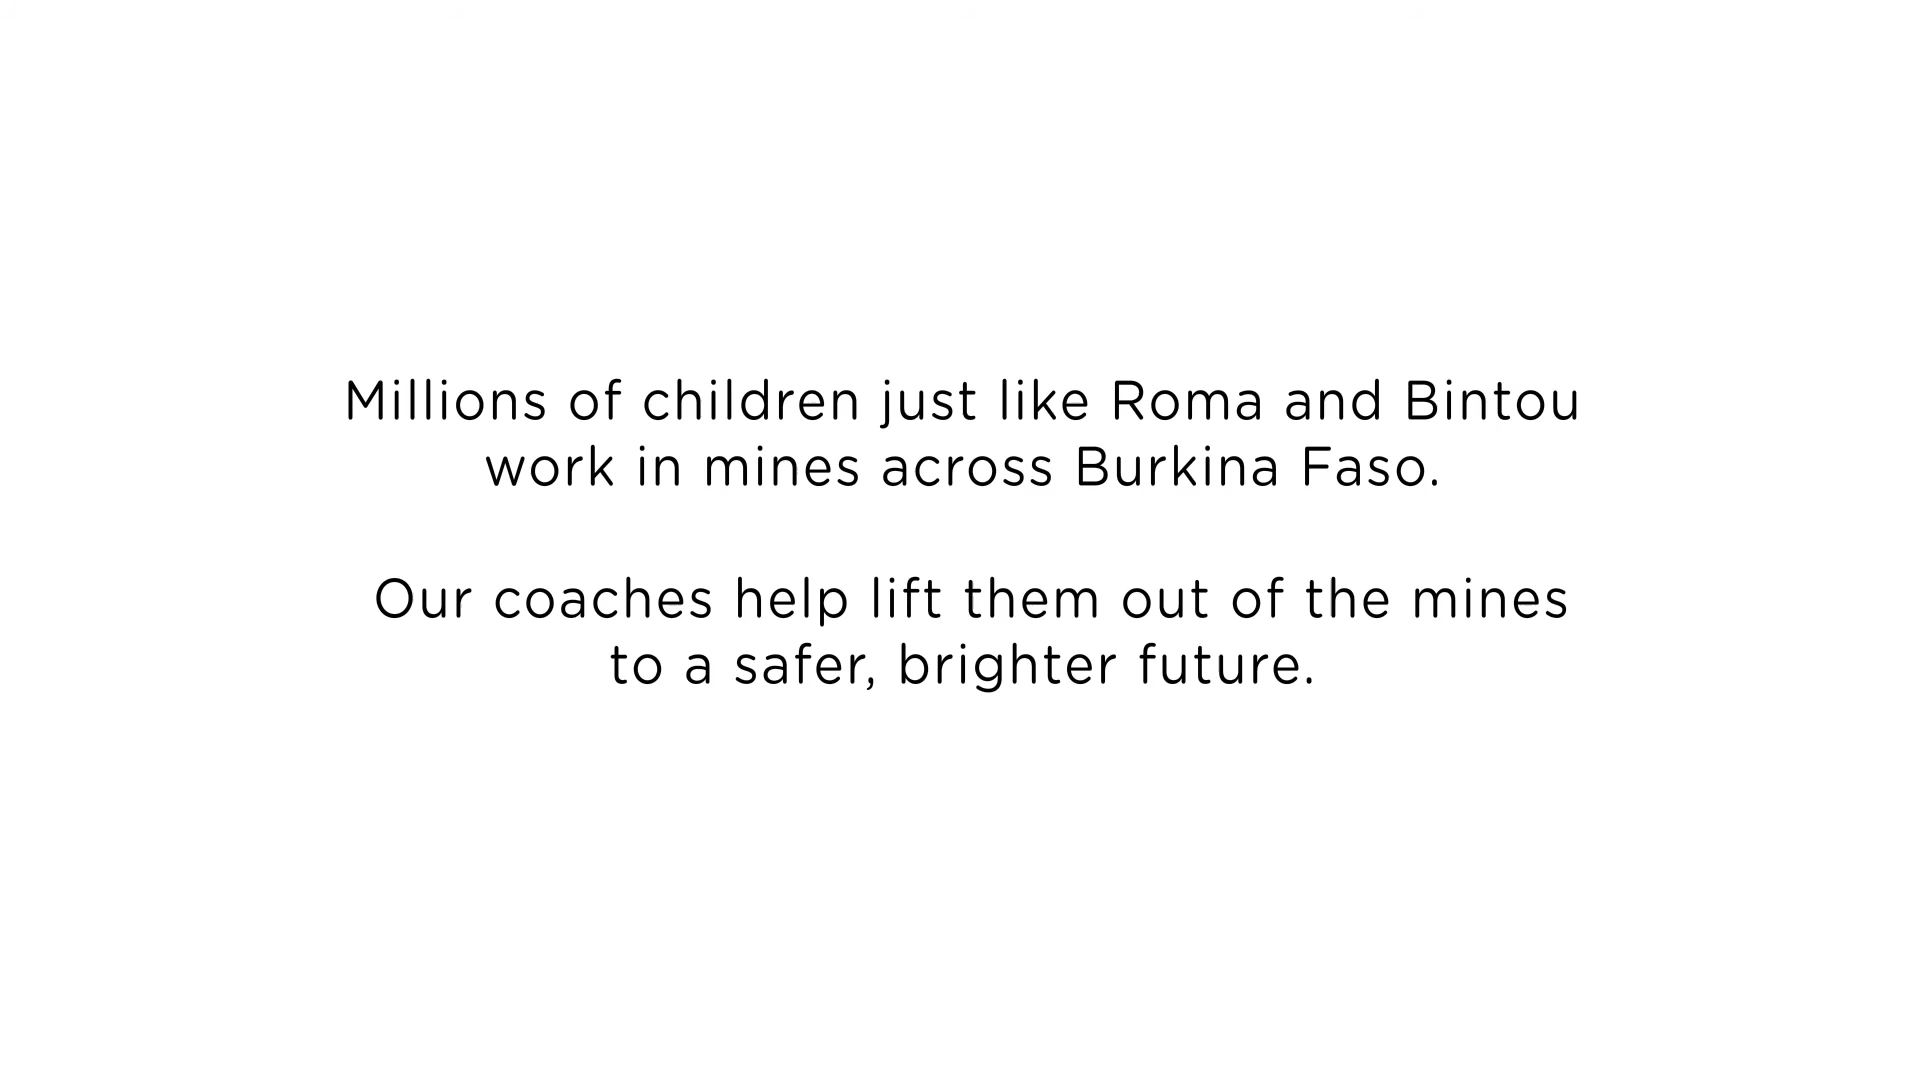 Millions of children just like Roma and Bintou
work in mines across Burkina Faso.
Our coaches help lift them out of the mines
to a safer, brighter future.